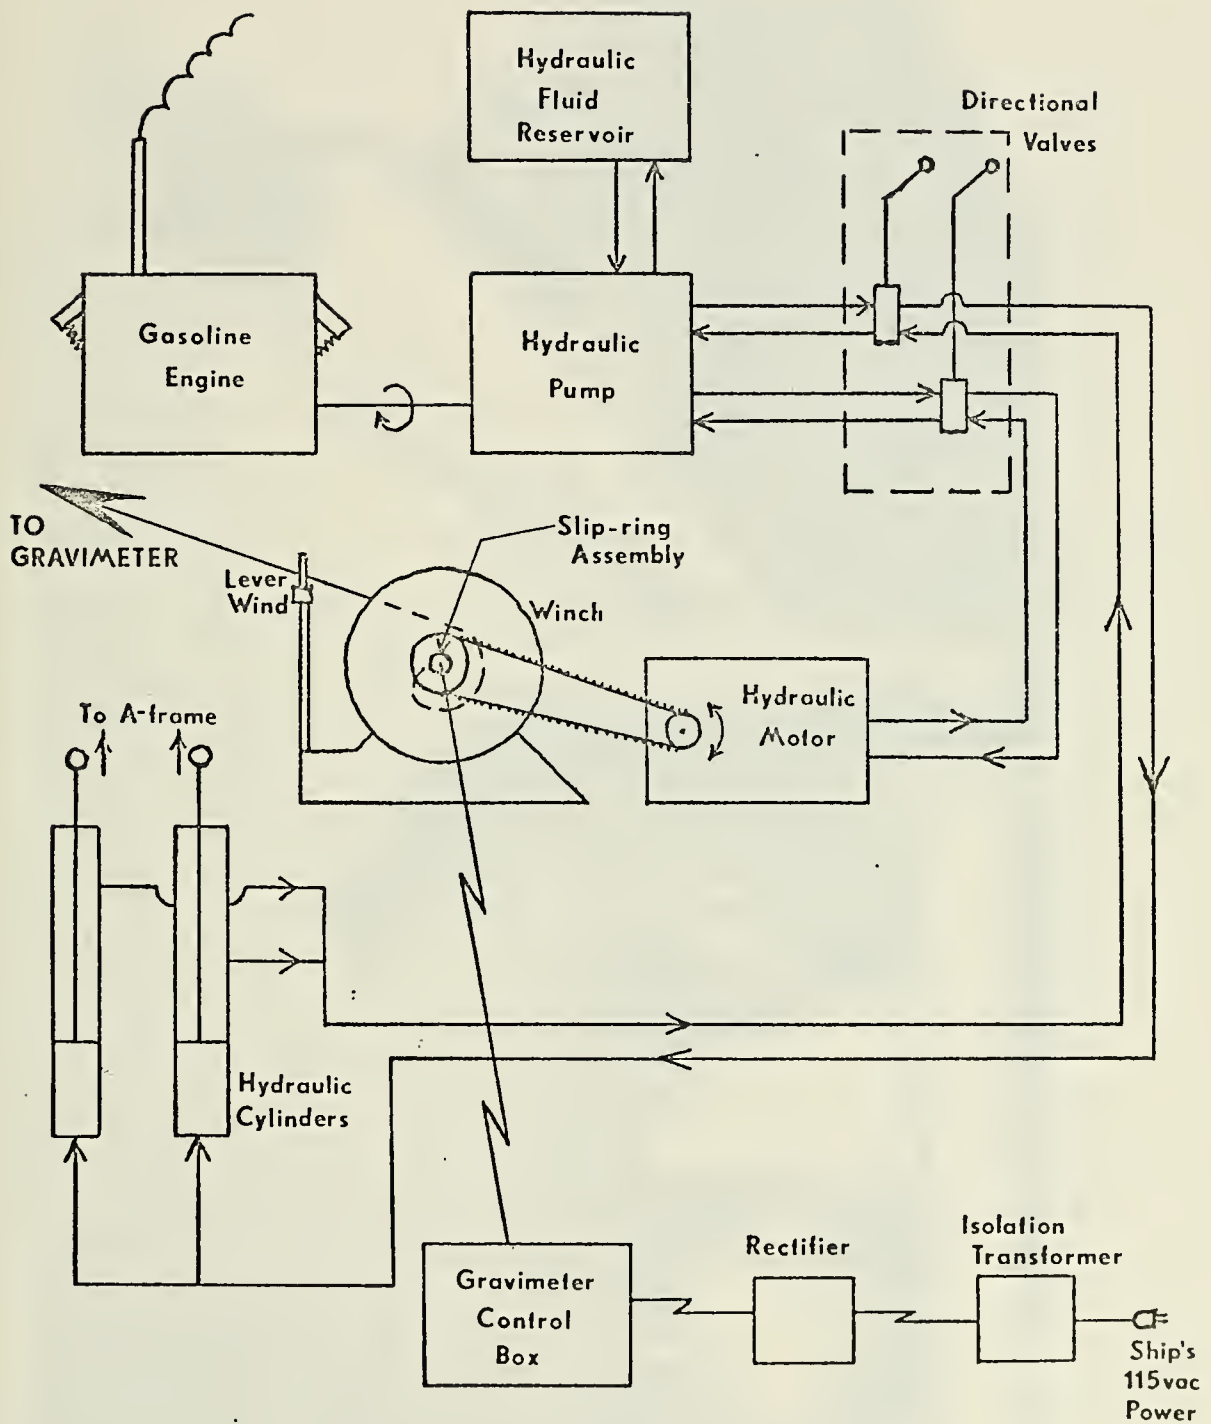 Hydraulic
Fluid
Reservoir
Directional
Valves
Gasoline
Engine
Hydraulic
Pump
TO
GRAVIMETER
Slip-ring
Assembly
Lever
Wind
Winch
Hydraulic
Motor
To A-frame
Hydraulic
Cylinders
Gravimeter
Control
Box
Rectifier
Isolation
Transformer
Ship's
115vac
Power